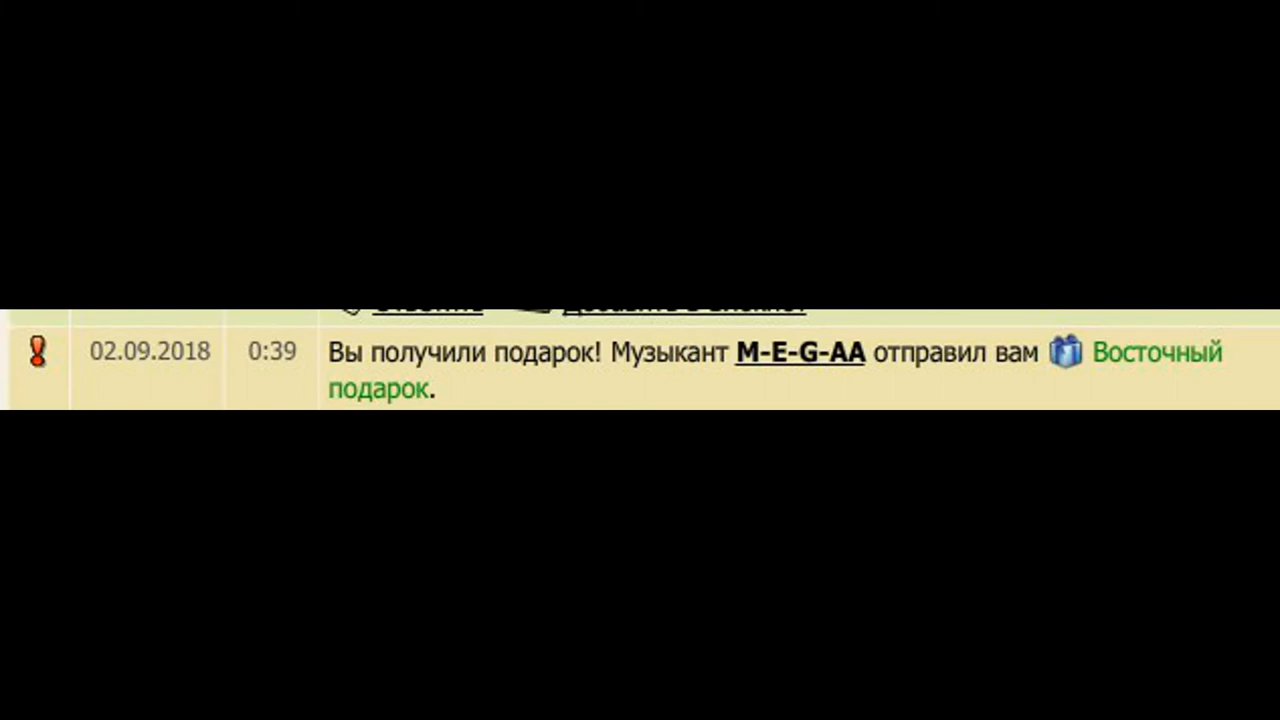 02.09.2018 0:39 Вы получили подарок! Музыкант M-E-G-AA отправил вам Восточный
подарок.